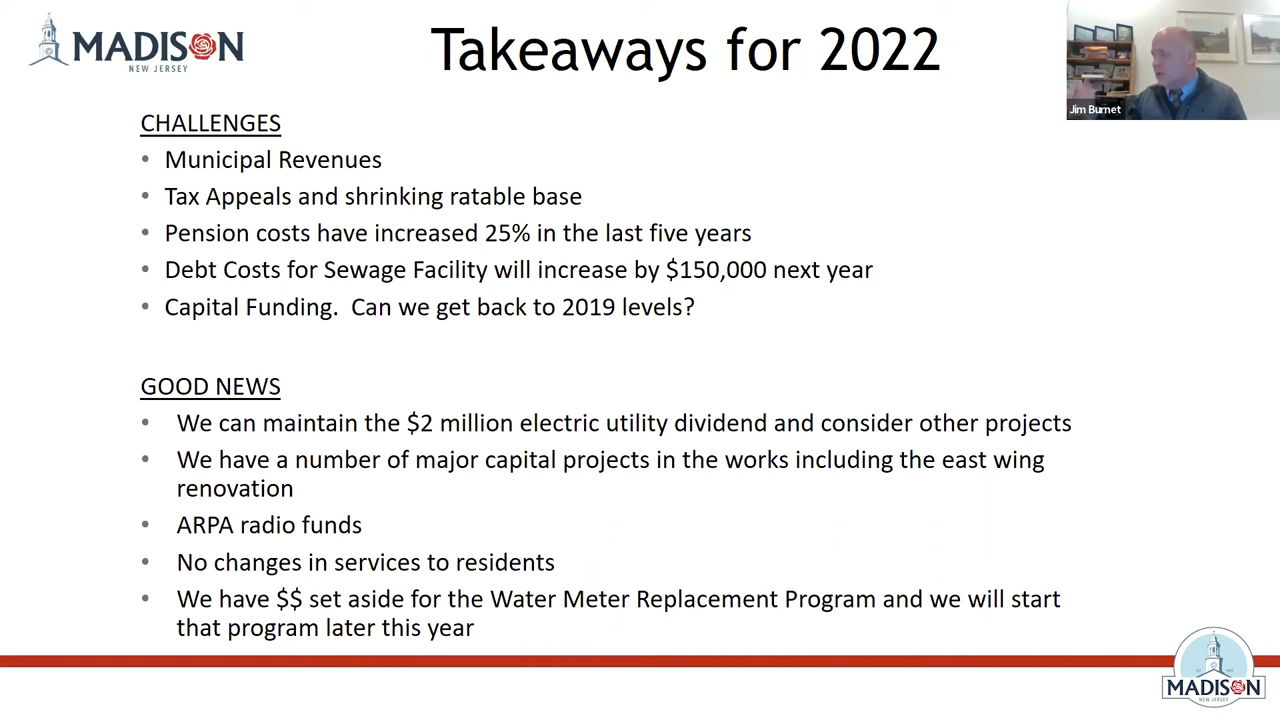 MADISON
NEW JERSEY
Takeaways for 2022
Jim Burnet
CHALLENGES
• Municipal Revenues
• Tax Appeals and shrinking ratable base
• Pension costs have increased 25% in the last five years
• Debt Costs for Sewage Facility will increase by $150,000 next year
• Capital Funding.  Can we get back to 2019 levels?
GOOD NEWS
• We can maintain the $2 million electric utility dividend and consider other projects
• We have a number of major capital projects in the works including the east wing
renovation
• ARPA radio funds
• No changes in services to residents
• We have $$ set aside for the Water Meter Replacement Program and we will start
that program later this year
MADISON
NEW JERSEY